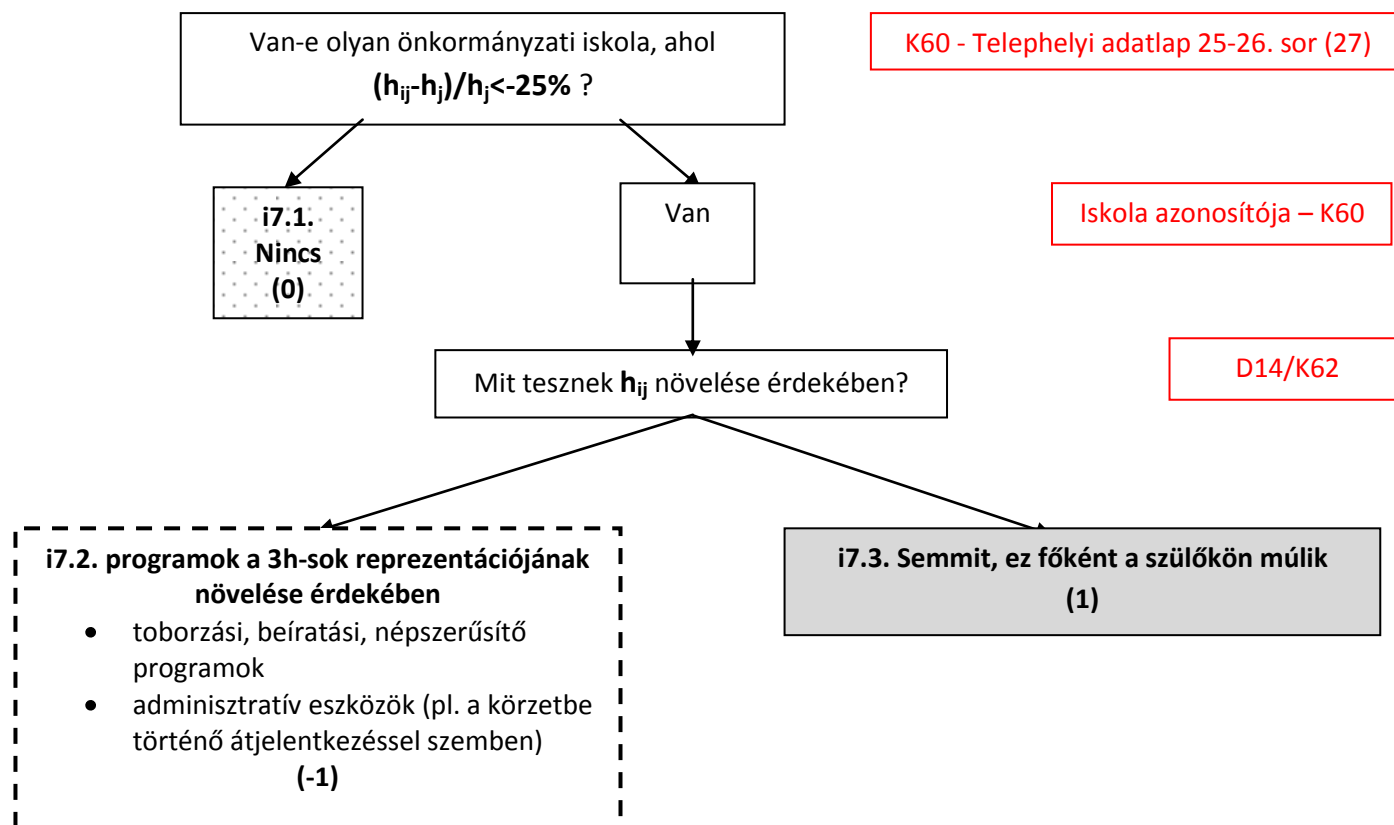 Van-e olyan önkormányzati iskola, ahol
(hij-hj)/hj<-25% ?
K60 - Telephelyi adatlap 25-26. sor (27)
i7.1.
Nincs
(0)
Van
Iskola azonosítója – K60
Mit tesznek hij növelése érdekében?
D14/K62
i7.2. programok a 3h-sok reprezentációjának
növelése érdekében
• toborzási, beíratási, népszerűsítő
programok
• adminisztratív eszközök (pl. a körzetbe
történő átjelentkezéssel szemben)
(-1)
i7.3. Semmit, ez főként a szülőkön múlik
(1)